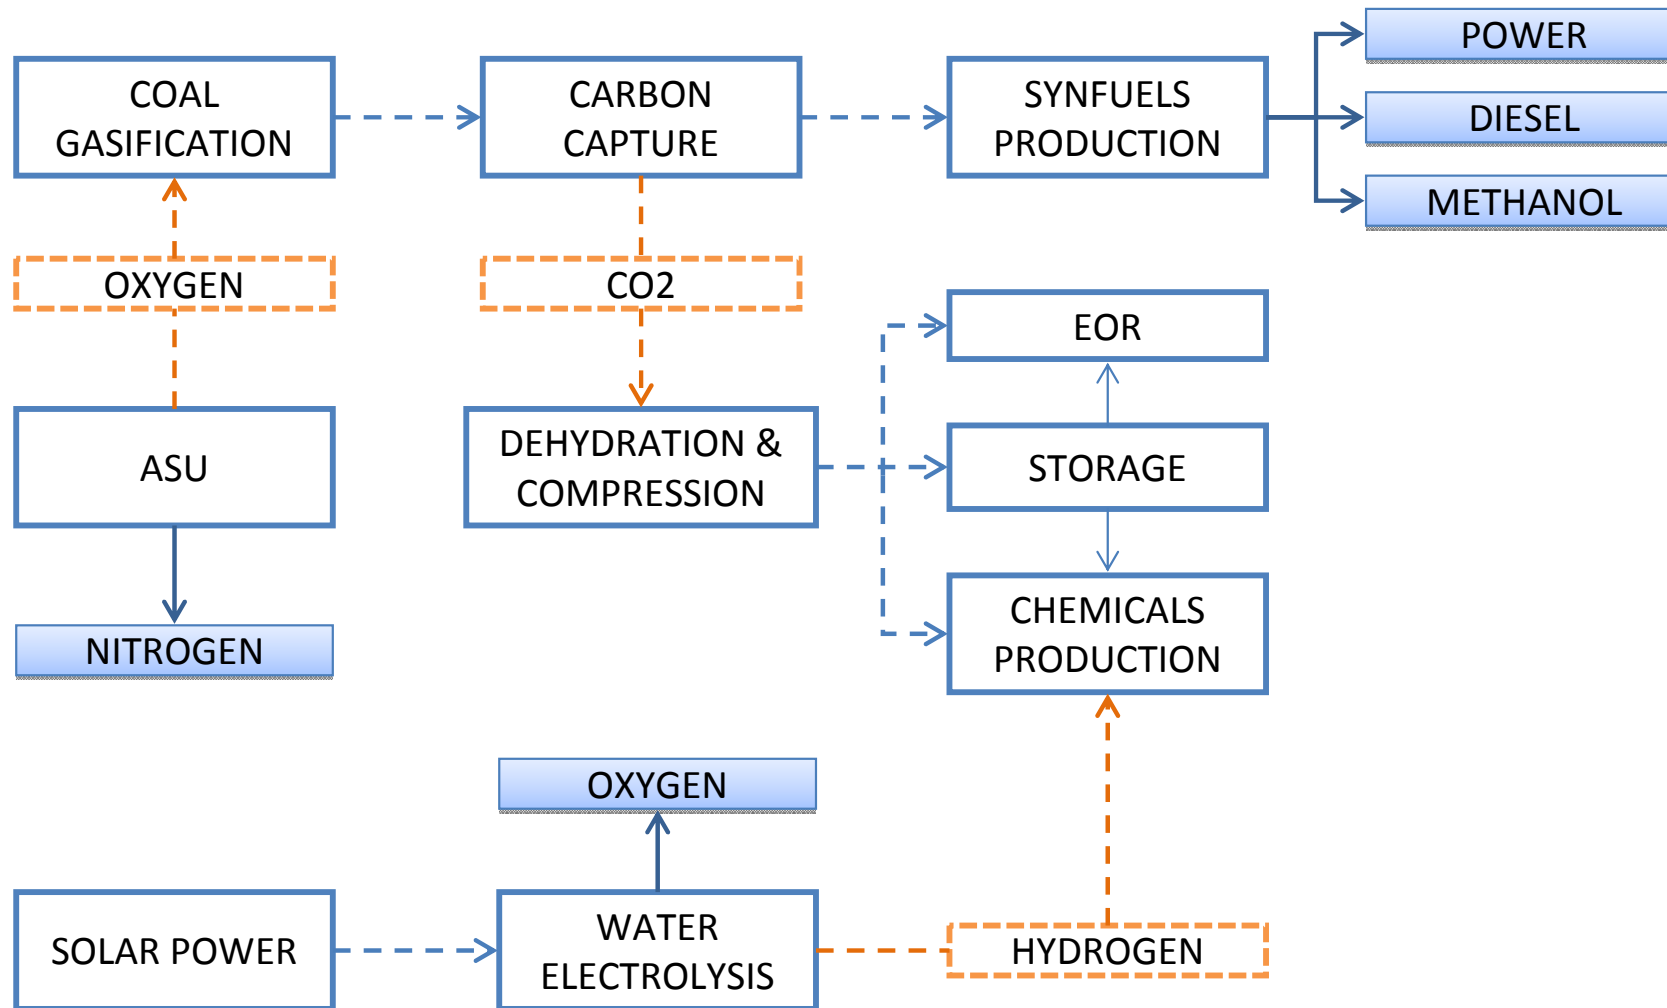 POWER
COAL
GASIFICATION
CARBON
CAPTURE
SYNFUELS
PRODUCTION
DIESEL
METHANOL
OXYGEN
CO2
EOR
ASU
DEHYDRATION &
COMPRESSION
STORAGE
NITROGEN
CHEMICALS
PRODUCTION
OXYGEN
SOLAR POWER
WATER
ELECTROLYSIS
HYDROGEN